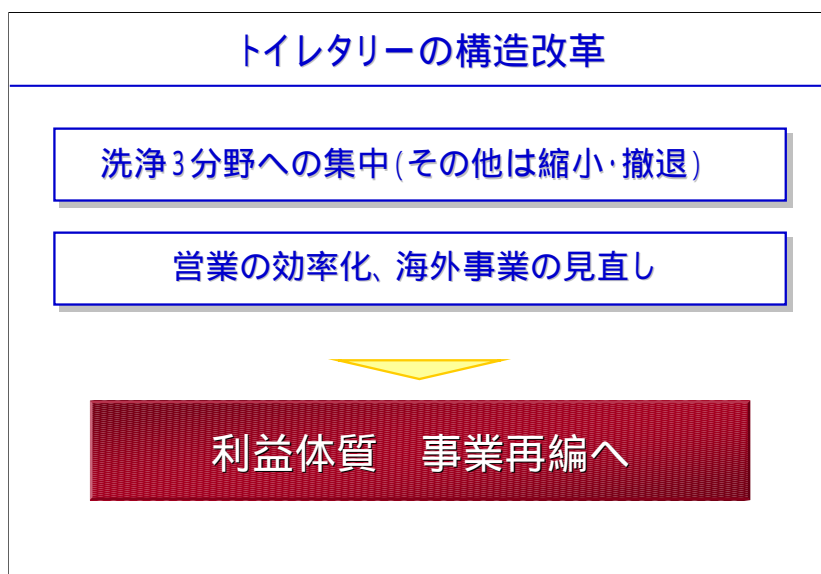 トイレタリーの構造改革
洗浄3分野への集中(その他は縮小・撤退)
営業の効率化、海外事業の見直し
利益体質　事業再編へ